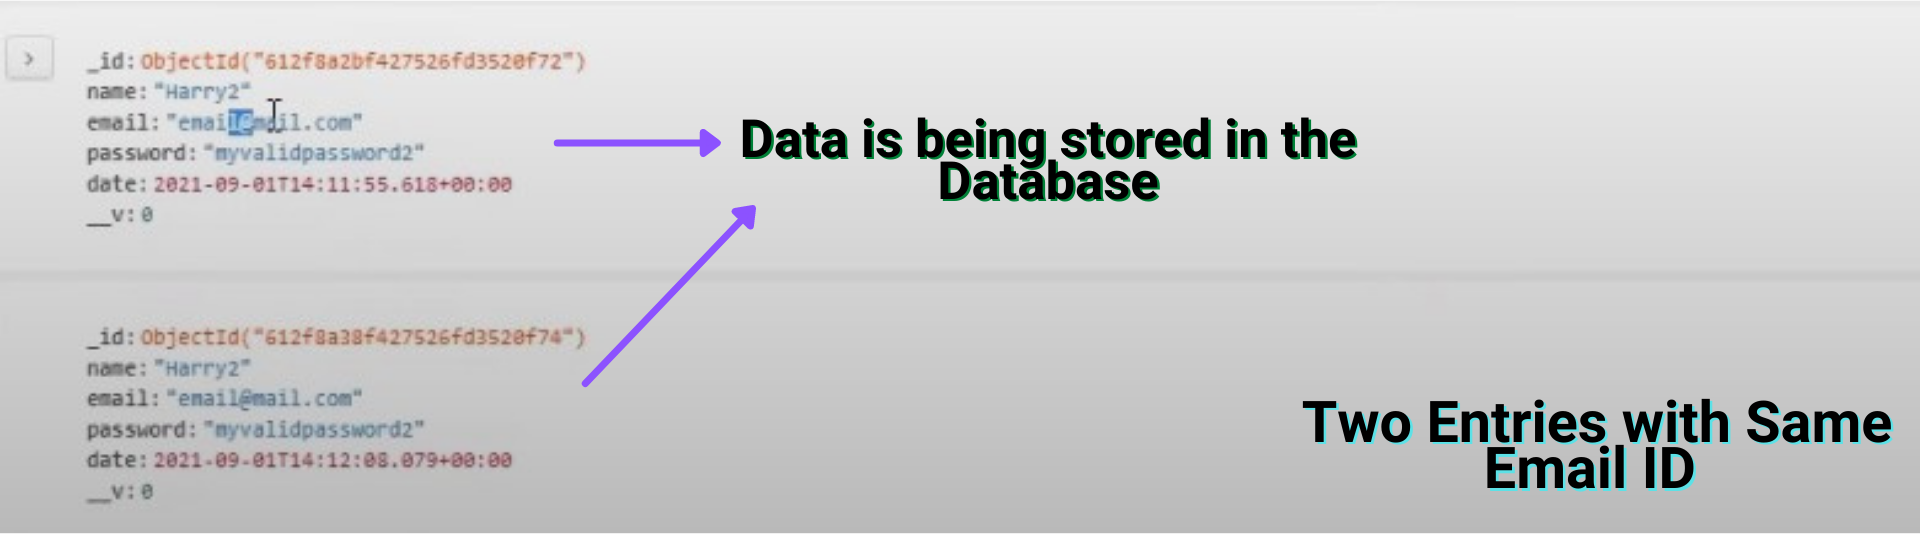 _id: ObjectId("612f8a2bf427526fd3520f72")
name: "Harry2"
email: "email@mail.com"
password: "myvalidpassword2"
date: 2021-09-01T14:11:55.618+00:00
__v: 0
Data is being stored in the
Database
_id: ObjectId("612f8a38f427526fd3520f74")
name: "Harry2"
email: "email@mail.com"
password: "myvalidpassword2"
date: 2021-09-01T14:12:08.079+00:00
__v: 0
Two Entries with Same
Email ID